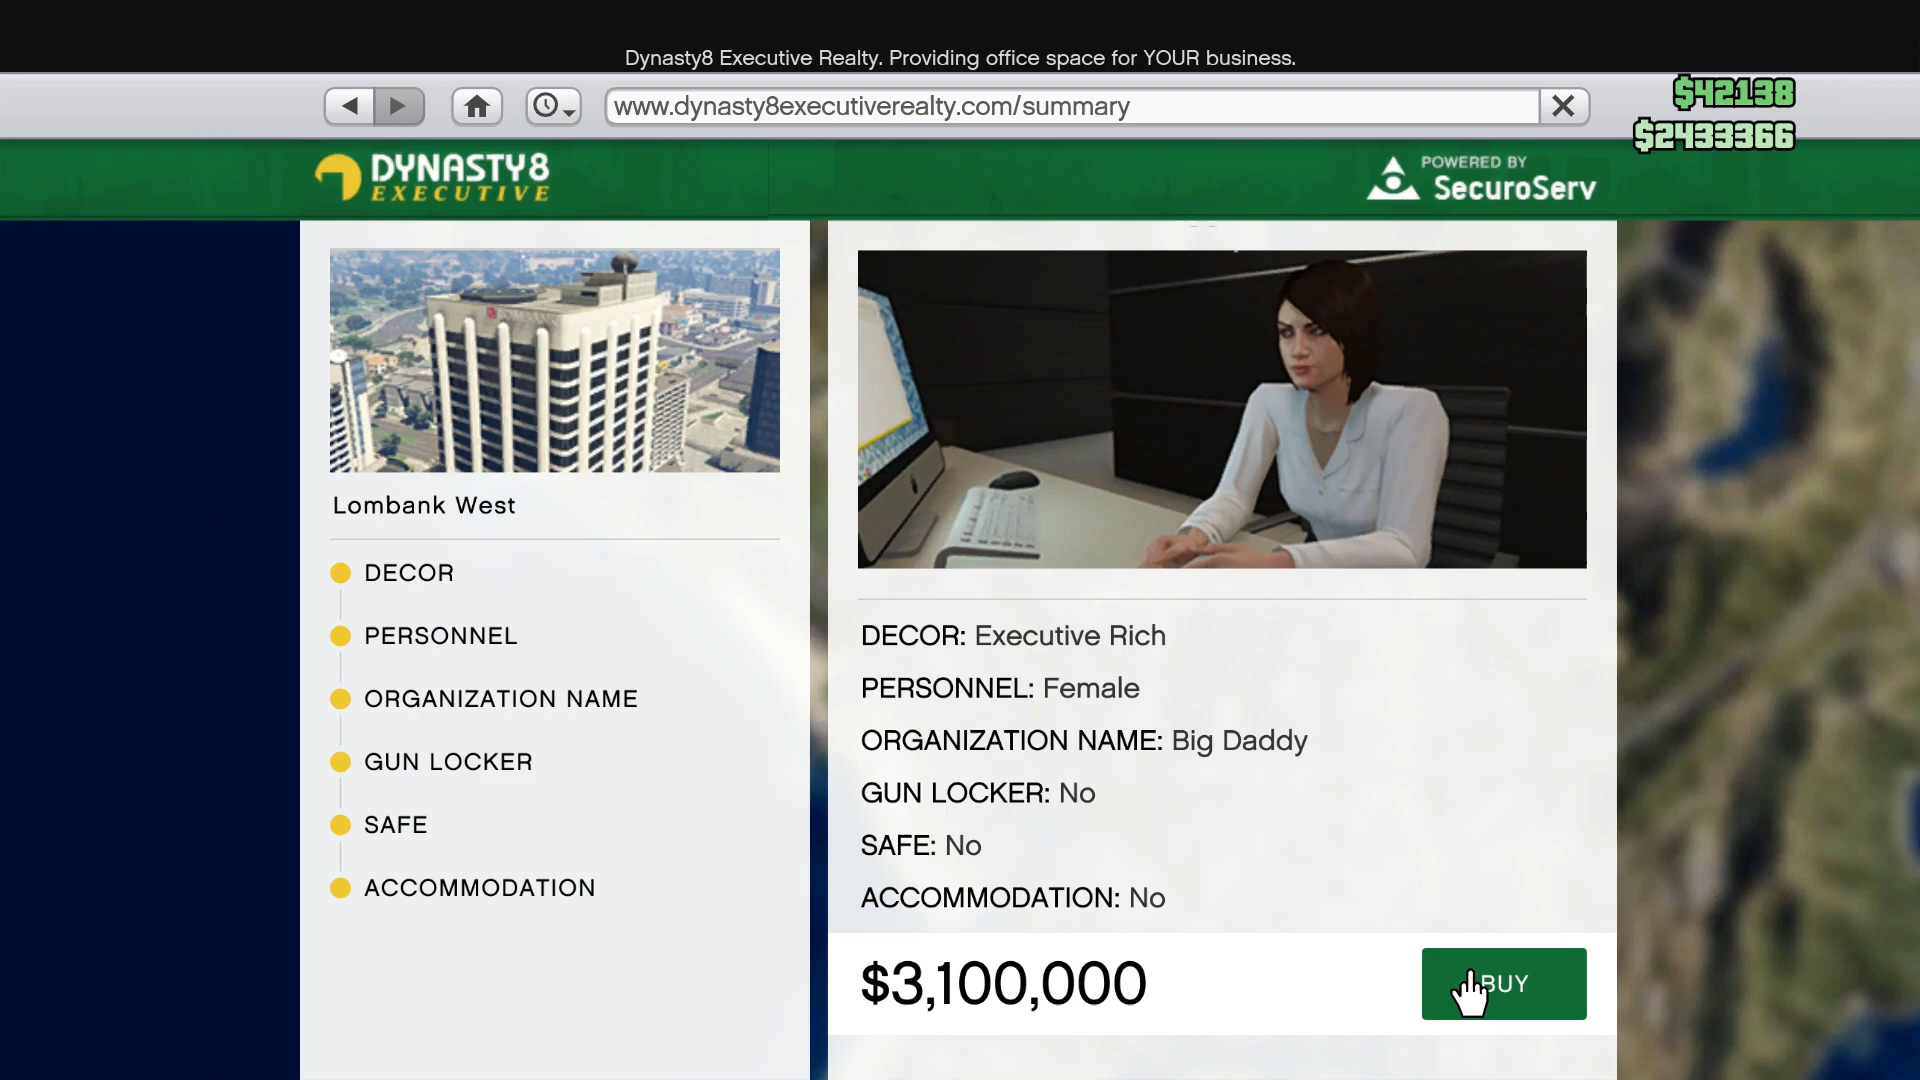 Dynasty8 Executive Realty. Providing office space for YOUR business.
www.dynasty8executiverealty.com/summary
$42138
$2433366
DYNASTY8
EXECUTIVE
POWERED BY
SecuroServ
Lombank West
DECOR
PERSONNEL
ORGANIZATION NAME
GUN LOCKER
SAFE
ACCOMMODATION
DECOR: Executive Rich
PERSONNEL: Female
ORGANIZATION NAME: Big Daddy
GUN LOCKER: No
SAFE: No
ACCOMMODATION: No
$3,100,000
BUY